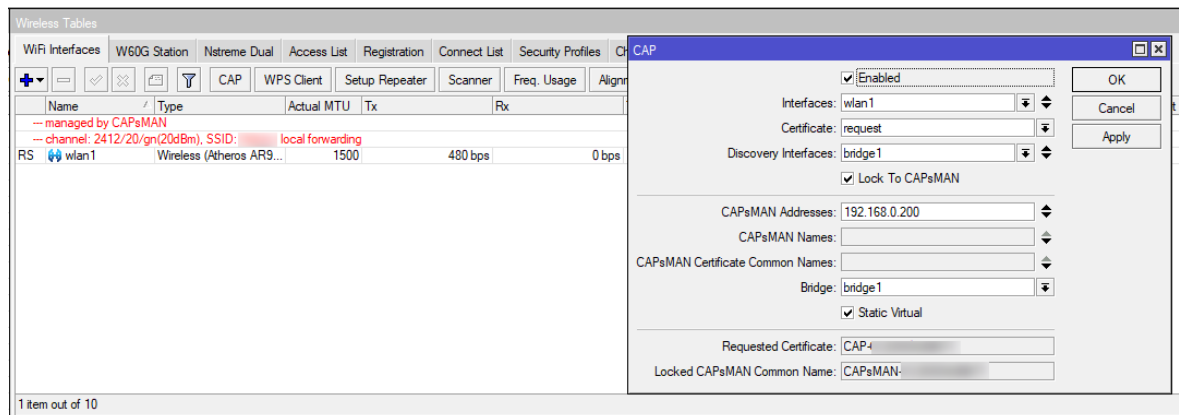 Wireless Tables
WiFi Interfaces W60G Station Nstreme Dual Access List Registration Connect List Security Profiles Ch
CAP WPS Client Setup Repeater Scanner Freq. Usage Alignm
Name Type Actual MTU Tx Rx
--- managed by CAPsMAN
--- channel: 2412/20/gn(20dBm), SSID: local forwarding
RS wlan1 Wireless (Atheros AR9... 1500 480 bps 0 bps
1 item out of 10
CAP
Enabled
Interfaces: wlan1
Certificate: request
Discovery Interfaces: bridge1
Lock To CAPsMAN
CAPsMAN Addresses: 192.168.0.200
CAPsMAN Names:
CAPsMAN Certificate Common Names:
Bridge: bridge1
Static Virtual
Requested Certificate: CAP-
Locked CAPsMAN Common Name: CAPsMAN-
OK
Cancel
Apply